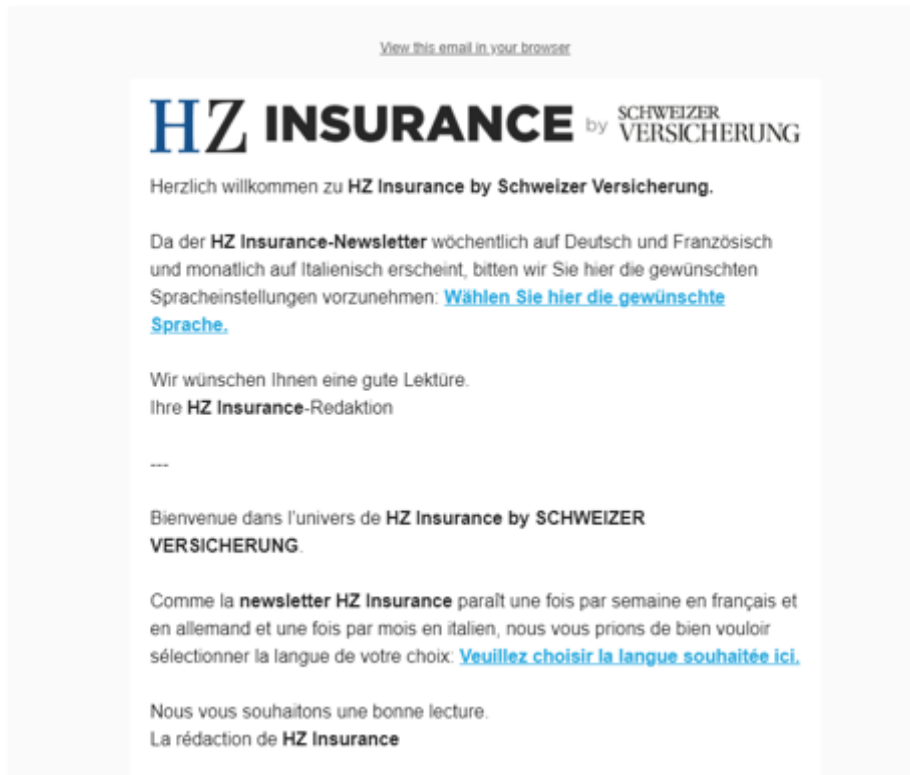 View this email in your browser
HZ INSURANCE by SCHWEIZER VERSICHERUNG
Herzlich willkommen zu HZ Insurance by Schweizer Versicherung.
Da der HZ Insurance-Newsletter wöchentlich auf Deutsch und Französisch
und monatlich auf Italienisch erscheint, bitten wir Sie hier die gewünschten
Spracheinstellungen vorzunehmen: Wählen Sie hier die gewünschte
Sprache.
Wir wünschen Ihnen eine gute Lektüre.
Ihre HZ Insurance-Redaktion
---
Bienvenue dans l'univers de HZ Insurance by SCHWEIZER
VERSICHERUNG.
Comme la newsletter HZ Insurance paraît une fois par semaine en français et
en allemand et une fois par mois en italien, nous vous prions de bien vouloir
sélectionner la langue de votre choix: Veuillez choisir la langue souhaitée ici.
Nous vous souhaitons une bonne lecture.
La rédaction de HZ Insurance